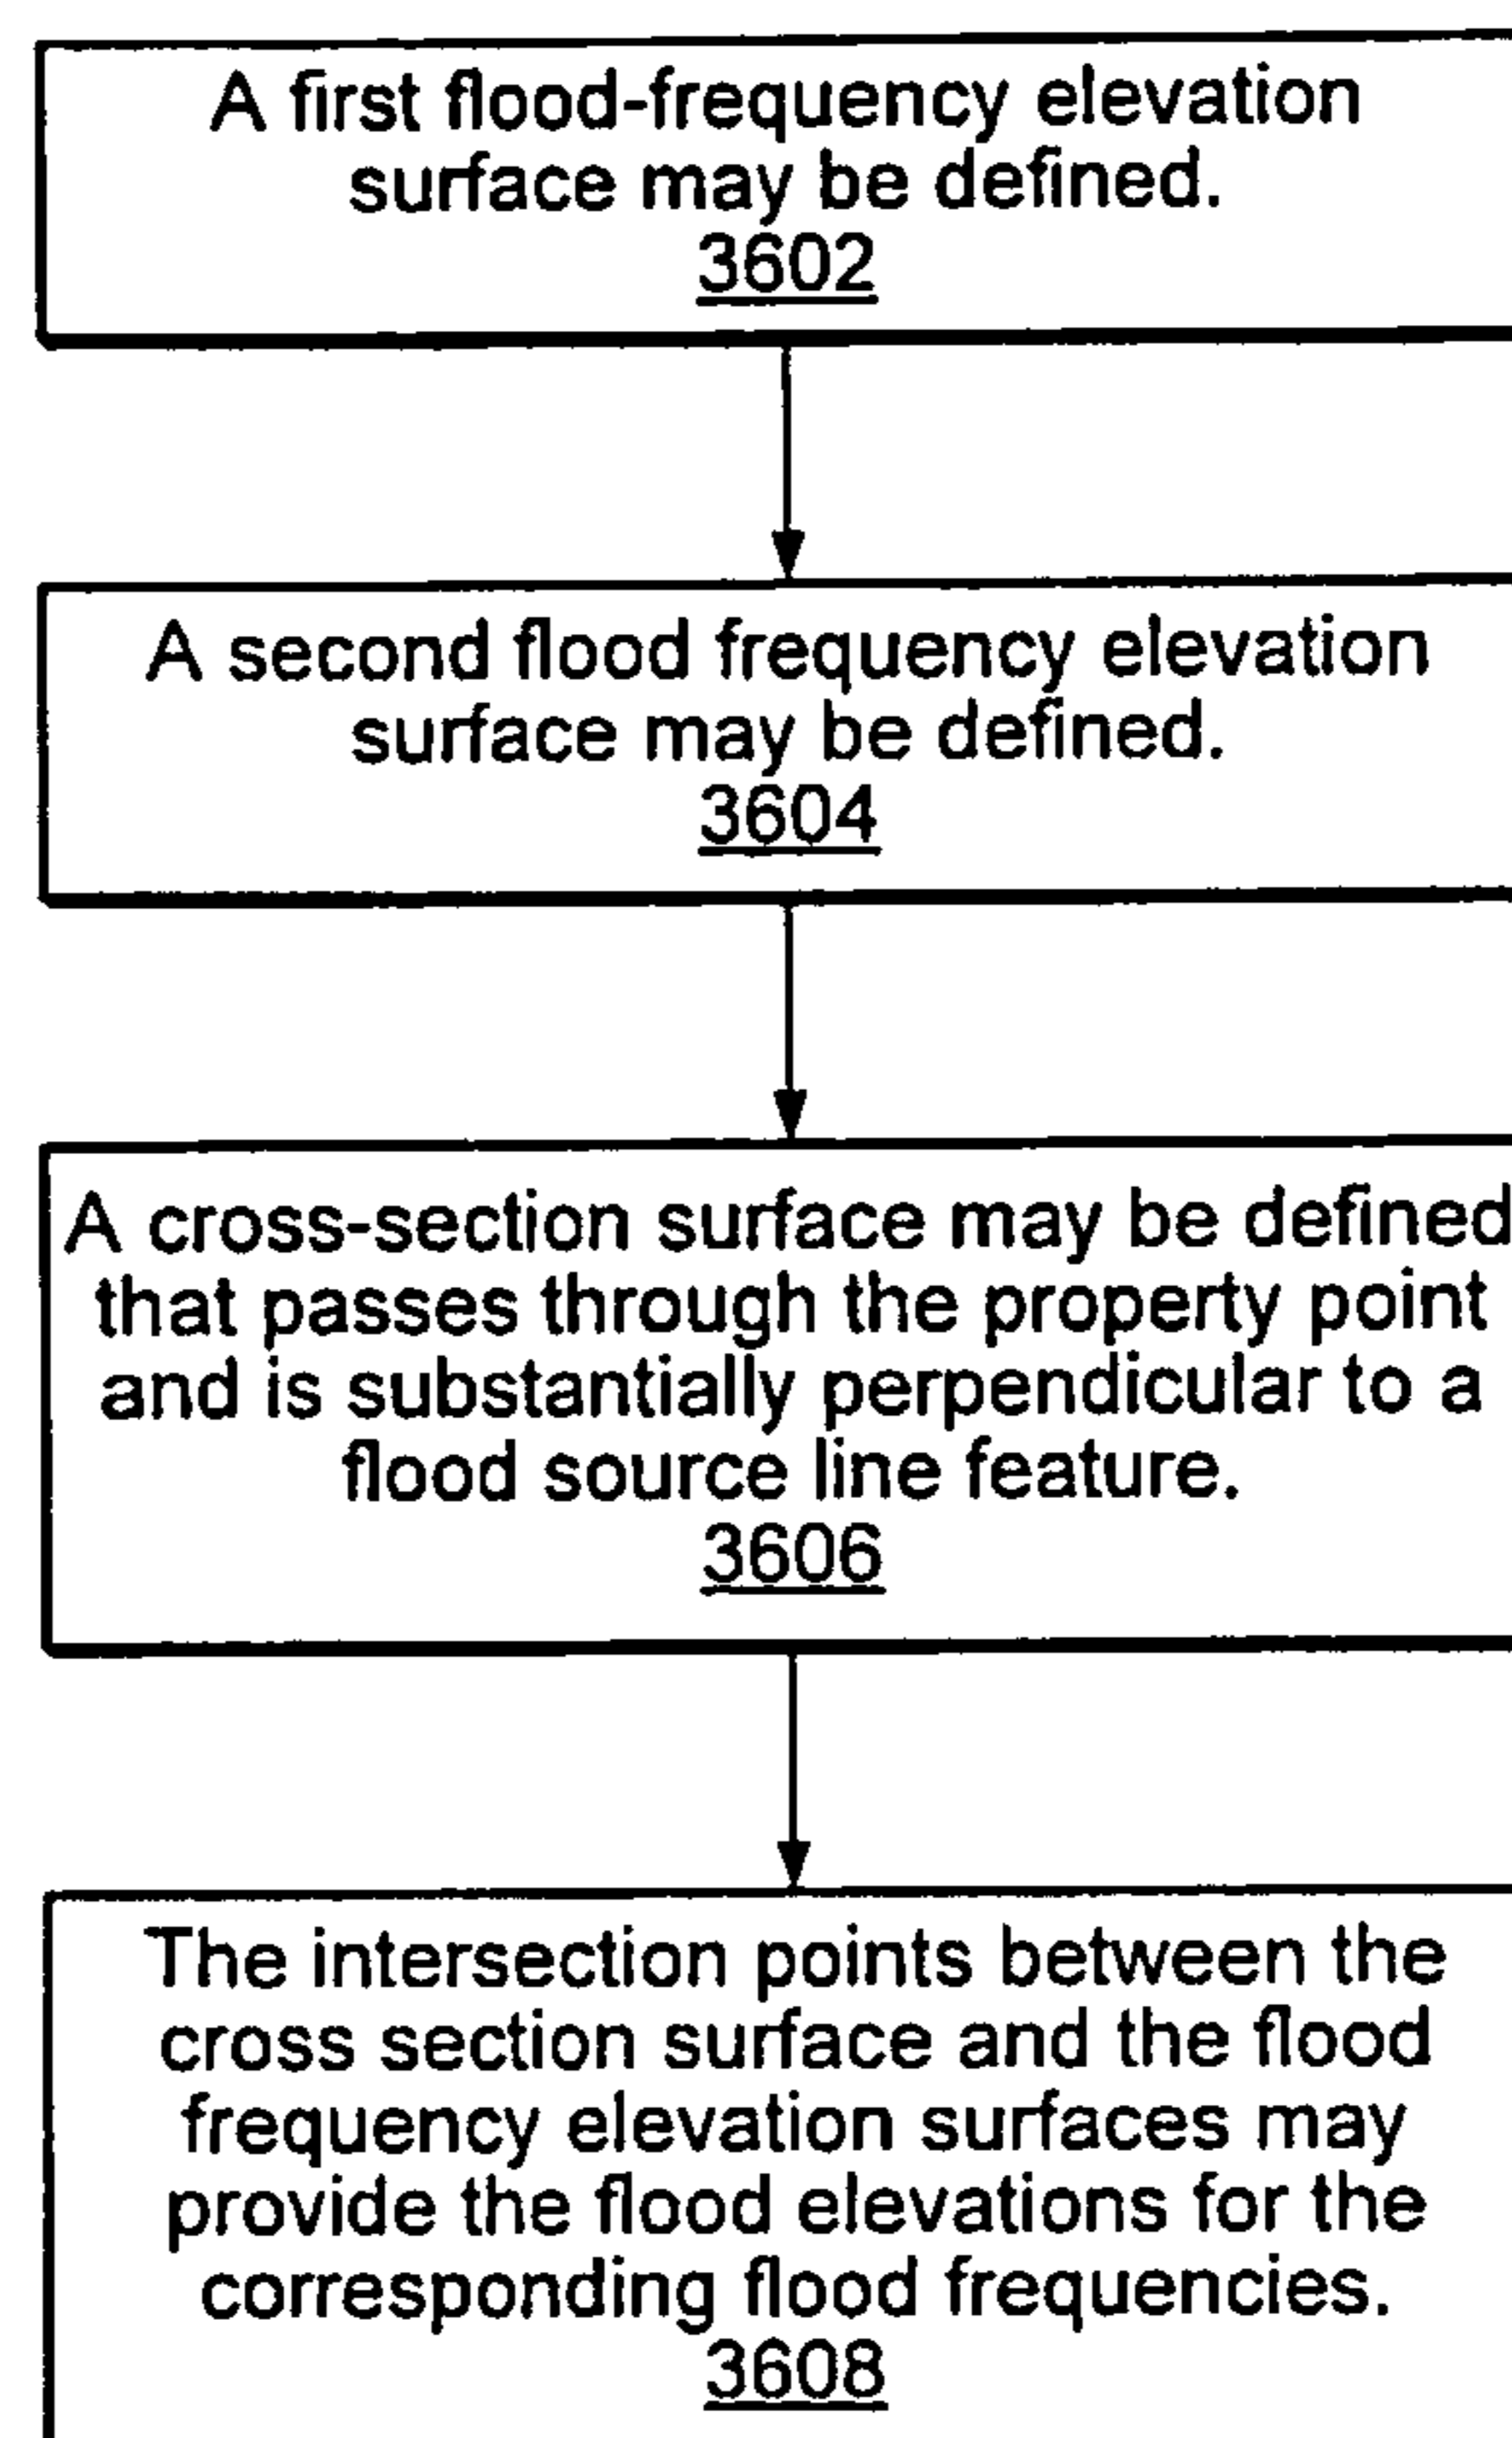 A first flood-frequency elevation
surface may be defined.
3602
A second flood frequency elevation
surface may be defined.
3604
A cross-section surface may be defined
that passes through the property point
and is substantially perpendicular to a
flood source line feature.
3606
The intersection points between the
cross section surface and the flood
frequency elevation surfaces may
provide the flood elevations for the
corresponding flood frequencies.
3608